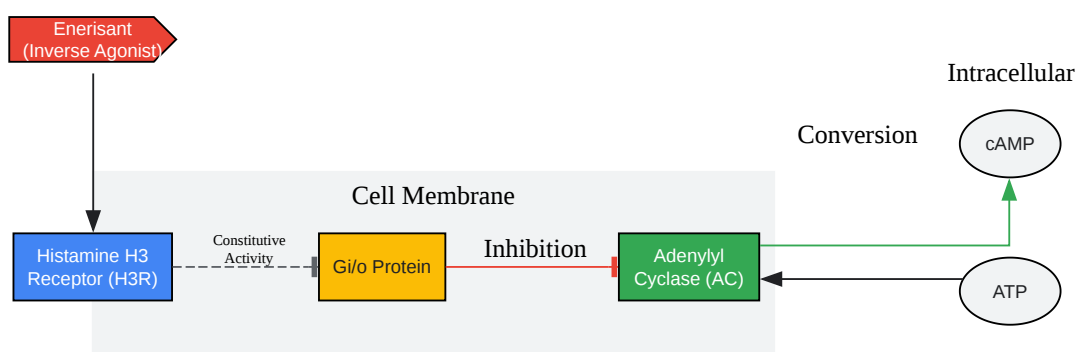 Enerisant
(Inverse Agonist)
Intracellular
Conversion
cAMP
Cell Membrane
Histamine H3
Receptor (H3R)
Constitutive
Activity
Gi/o Protein
Inhibition
Adenylyl
Cyclase (AC)
ATP